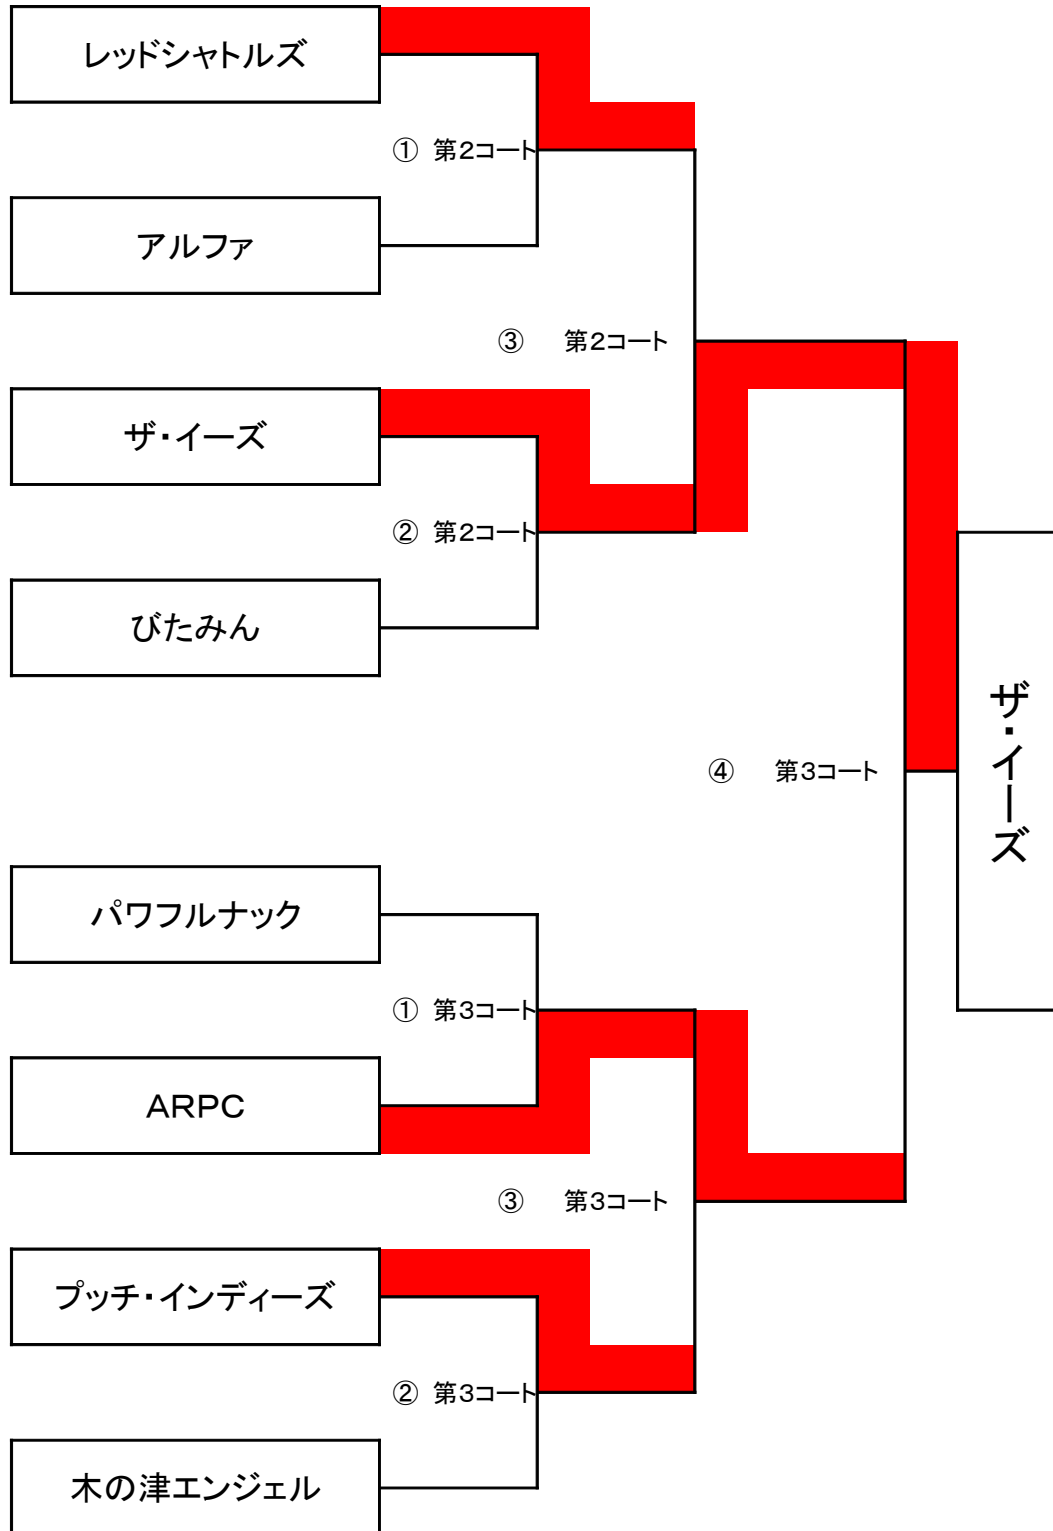 レッドシャトルズ
① 第2コート
アルファ
③ 第2コート
ザ・イーズ
② 第2コート
びたみん
ザ・イーズ
④ 第3コート
パワフルナック
① 第3コート
ARPC
③ 第3コート
プッチ・インディーズ
② 第3コート
木の津エンジェル